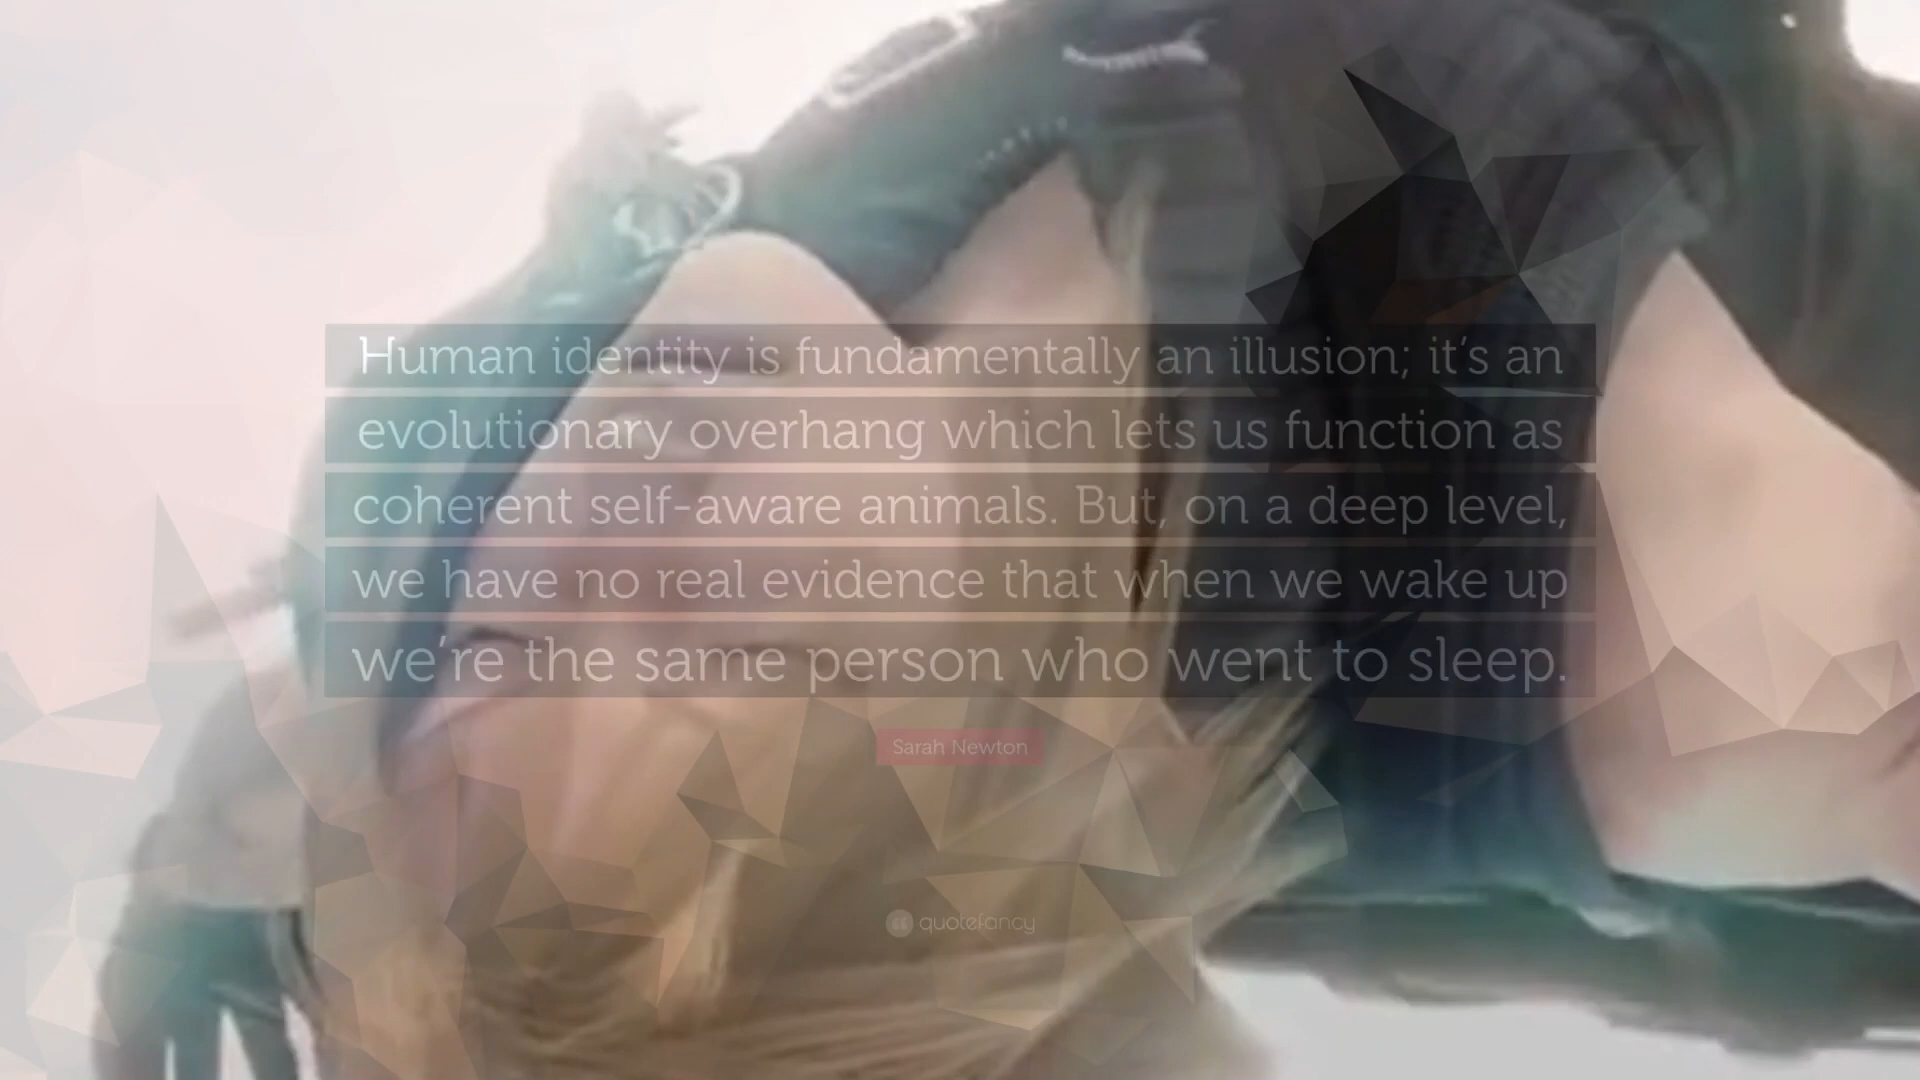 Human identity is fundamentally an illusion; it’s an
evolutionary overhang which lets us function as
coherent self-aware animals. But, on a deep level,
we have no real evidence that when we wake up
we’re the same person who went to sleep.
Sarah Newton
quotefancy